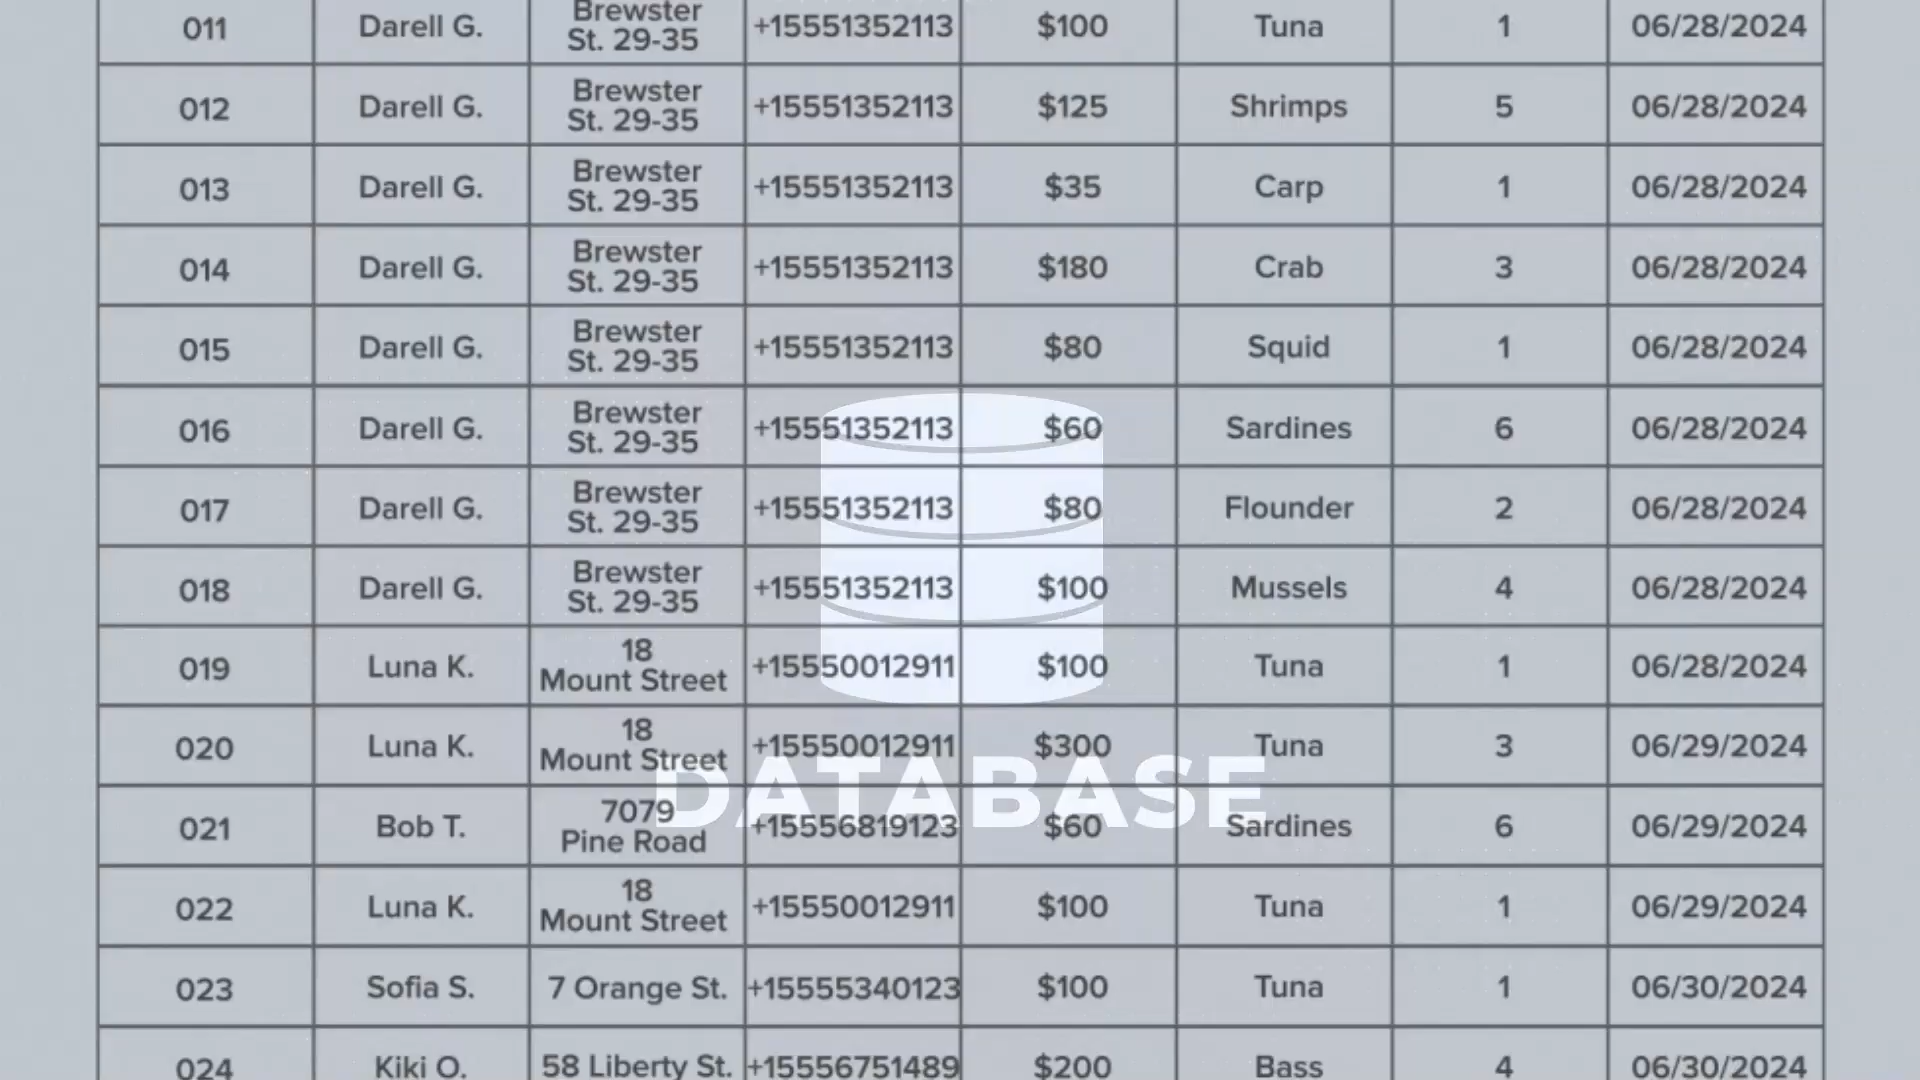 011 Darell G. Brewster St. 29-35 +15551352113 $100 Tuna 1 06/28/2024
012 Darell G. Brewster St. 29-35 +15551352113 $125 Shrimps 5 06/28/2024
013 Darell G. Brewster St. 29-35 +15551352113 $35 Carp 1 06/28/2024
014 Darell G. Brewster St. 29-35 +15551352113 $180 Crab 3 06/28/2024
015 Darell G. Brewster St. 29-35 +15551352113 $80 Squid 1 06/28/2024
016 Darell G. Brewster St. 29-35 +15551352113 $60 Sardines 6 06/28/2024
017 Darell G. Brewster St. 29-35 +15551352113 $80 Flounder 2 06/28/2024
018 Darell G. Brewster St. 29-35 +15551352113 $100 Mussels 4 06/28/2024
019 Luna K. 18 Mount Street +15550012911 $100 Tuna 1 06/28/2024
020 Luna K. 18 Mount Street +15550012911 $300 Tuna 3 06/29/2024
DATABASE
021 Bob T. 7079 Pine Road +15556819123 $60 Sardines 6 06/29/2024
022 Luna K. 18 Mount Street +15550012911 $100 Tuna 1 06/29/2024
023 Sofia S. 7 Orange St. +15555340123 $100 Tuna 1 06/30/2024
024 Kiki O. 58 Liberty St. +15556751489 $200 Bass 4 06/30/2024